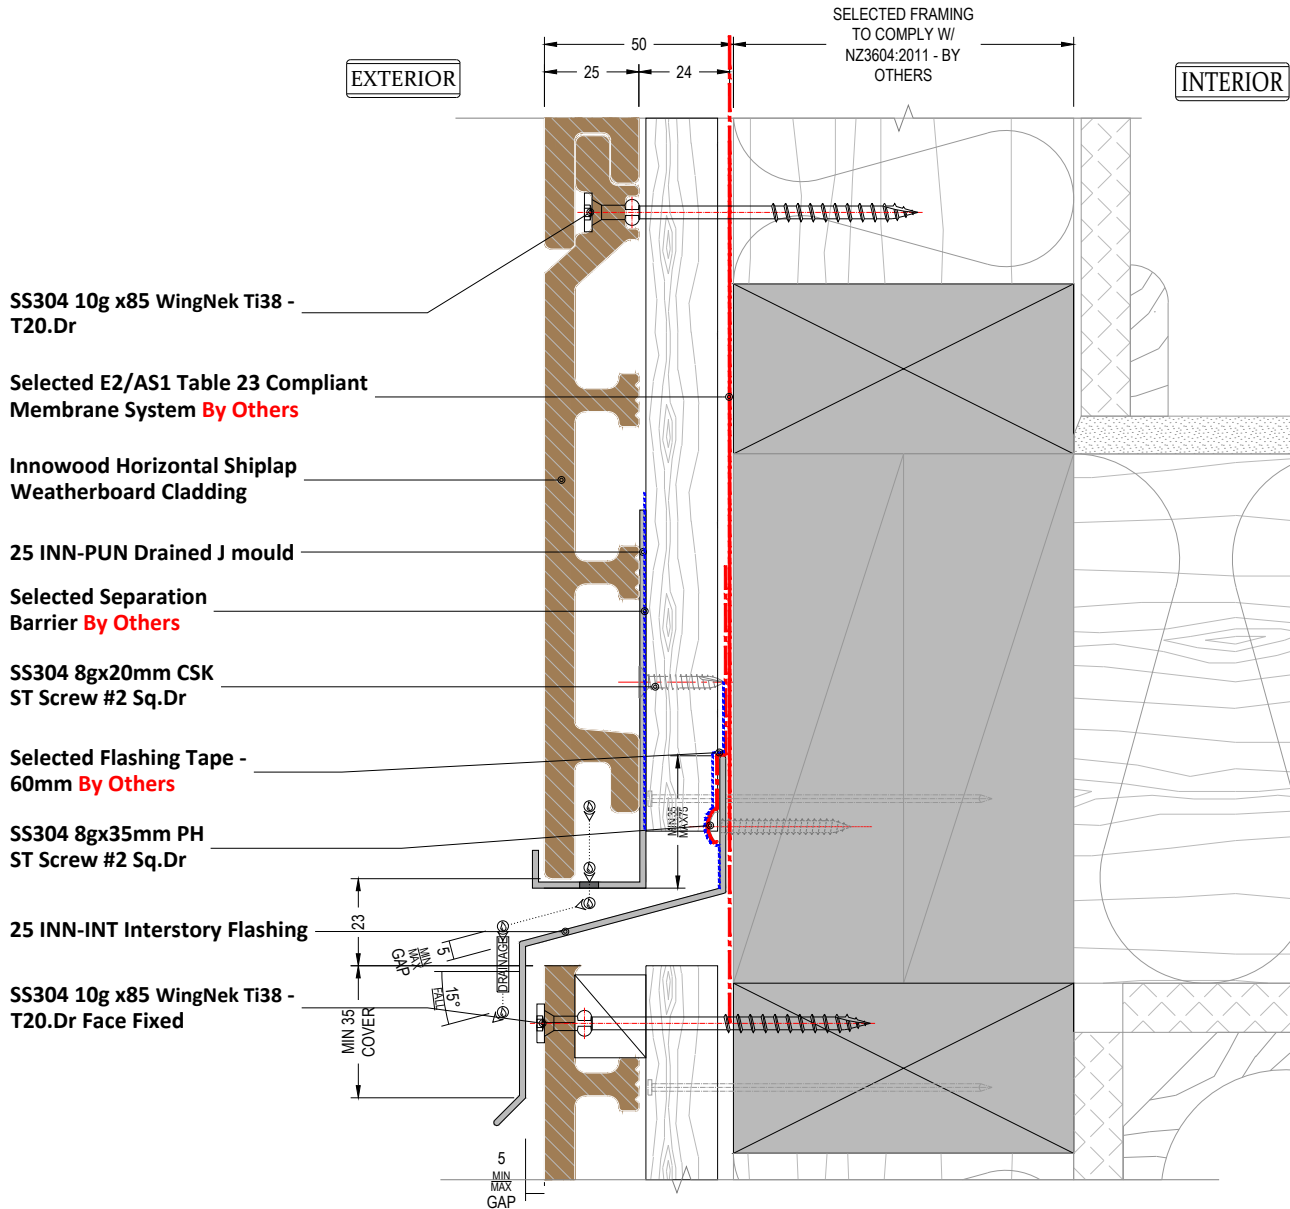 SELECTED FRAMING
TO COMPLY W/
NZ3604:2011 - BY
OTHERS
50
25
24
EXTERIOR
INTERIOR
SS304 10g x85 WingNek Ti38 -
T20.Dr
Selected E2/AS1 Table 23 Compliant
Membrane System By Others
Innowood Horizontal Shiplap
Weatherboard Cladding
25 INN-PUN Drained J mould
Selected Separation
Barrier By Others
SS304 8gx20mm CSK
ST Screw #2 Sq.Dr
Selected Flashing Tape -
60mm By Others
MIN35
MAX75
SS304 8gx35mm PH
ST Screw #2 Sq.Dr
23
25 INN-INT Interstory Flashing
5
MIN
MAX
GAP
DRAINAGE
15°
FALL
SS304 10g x85 WingNek Ti38 -
T20.Dr Face Fixed
MIN 35
COVER
5
MIN
MAX
GAP